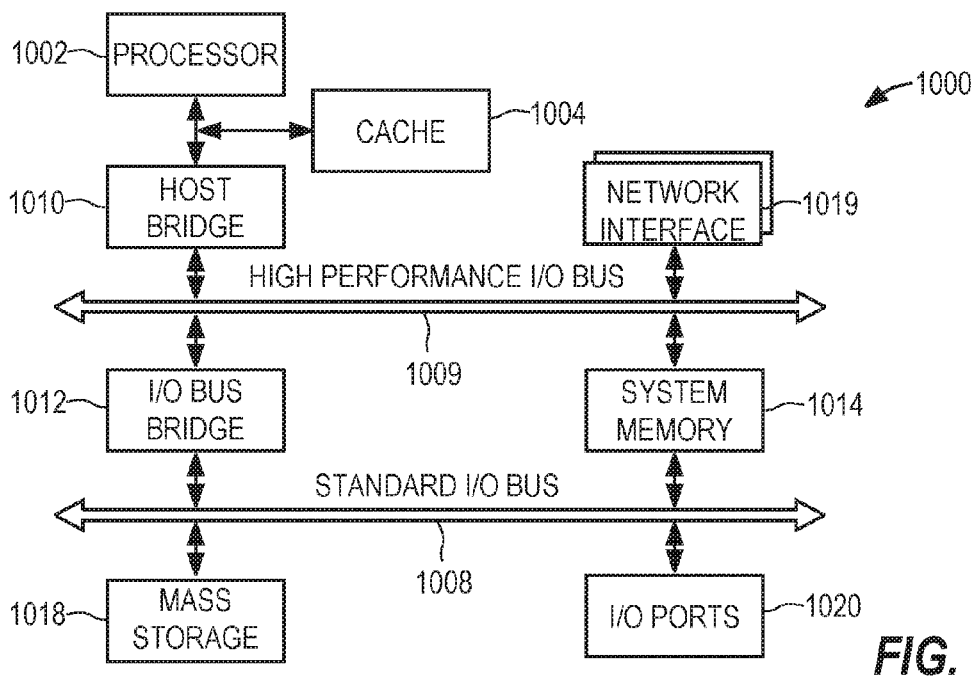 1002
PROCESSOR
1000
CACHE
1004
1010
HOST
BRIDGE
NETWORK
INTERFACE
1019
HIGH PERFORMANCE I/O BUS
1009
1012
I/O BUS
BRIDGE
SYSTEM
MEMORY
1014
STANDARD I/O BUS
1008
1018
MASS
STORAGE
I/O PORTS
1020
FIG.